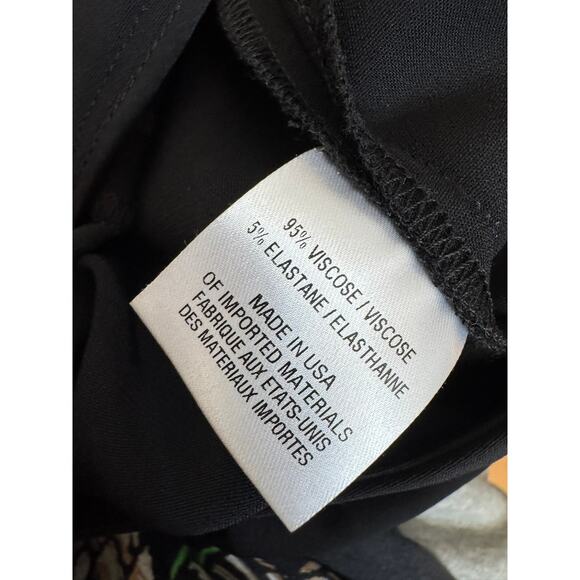 95% VISCOSE / VISCOSE
5% ELASTANE / ELASTHANNE
MADE IN USA
OF IMPORTED MATERIALS
FABRIQUE AUX ETATS-UNIS
DES MATERIAUX IMPORTES